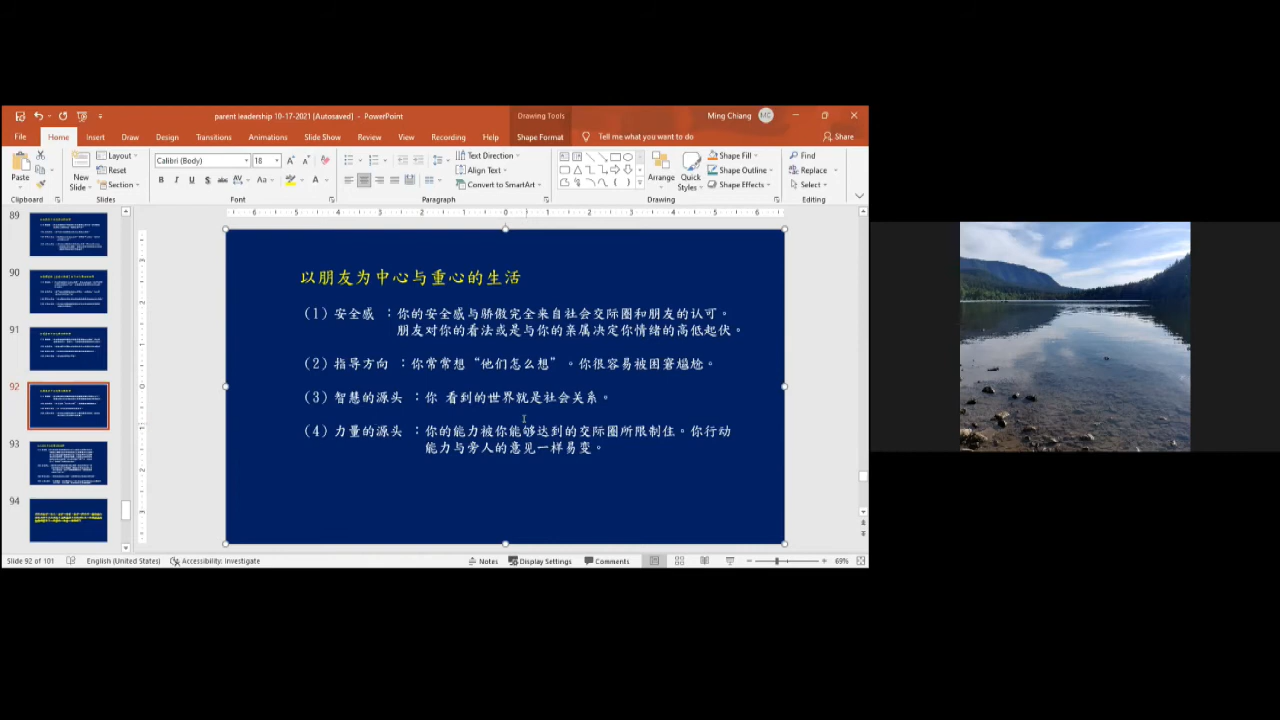 parent leadership 10-17-2021 [Autosaved] - PowerPoint
Drawing Tools
Ming Chiang
MC
File Home Insert Draw Design Transitions Animations Slide Show Review View Recording Help Shape Format Tell me what you want to do Share
Paste
Clipboard
New Slide
Layout
Reset
Section
Slides
Calibri (Body) 18
Font
Text Direction
Align Text
Convert to SmartArt
Paragraph
Arrange
Quick Styles
Shape Fill
Shape Outline
Shape Effects
Drawing
Find
Replace
Select
Editing
89
90
91
92
93
94
以朋友为中心与重心的生活
(1) 安全感 : 你的安全感与骄傲完全来自社会交际圈和朋友的认可。
朋友对你的看法或是与你的亲属决定你情绪的高低起伏。
(2) 指导方向 : 你常常想“他们怎么想”。你很容易被困窘尴尬。
(3) 智慧的源头 : 你 看到的世界就是社会关系。
(4) 力量的源头 : 你的能力被你能够达到的交际圈所限制住。你行动
能力与旁人的意见一样易变。
Slide 92 of 101 English (United States) Accessibility: Investigate Notes Display Settings Comments 69%